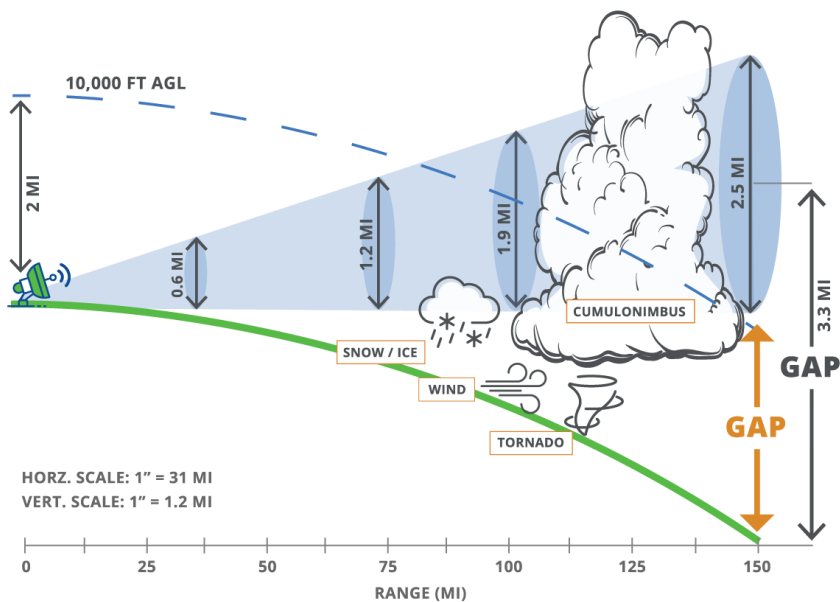 10,000 FT AGL
2 MI
0.6 MI
1.2 MI
1.9 MI
2.5 MI
3.3 MI
CUMULONIMBUS
SNOW / ICE
WIND
TORNADO
GAP
GAP
HORZ. SCALE: 1” = 31 MI
VERT. SCALE: 1” = 1.2 MI
0 25 50 75 100 125 150
RANGE (MI)